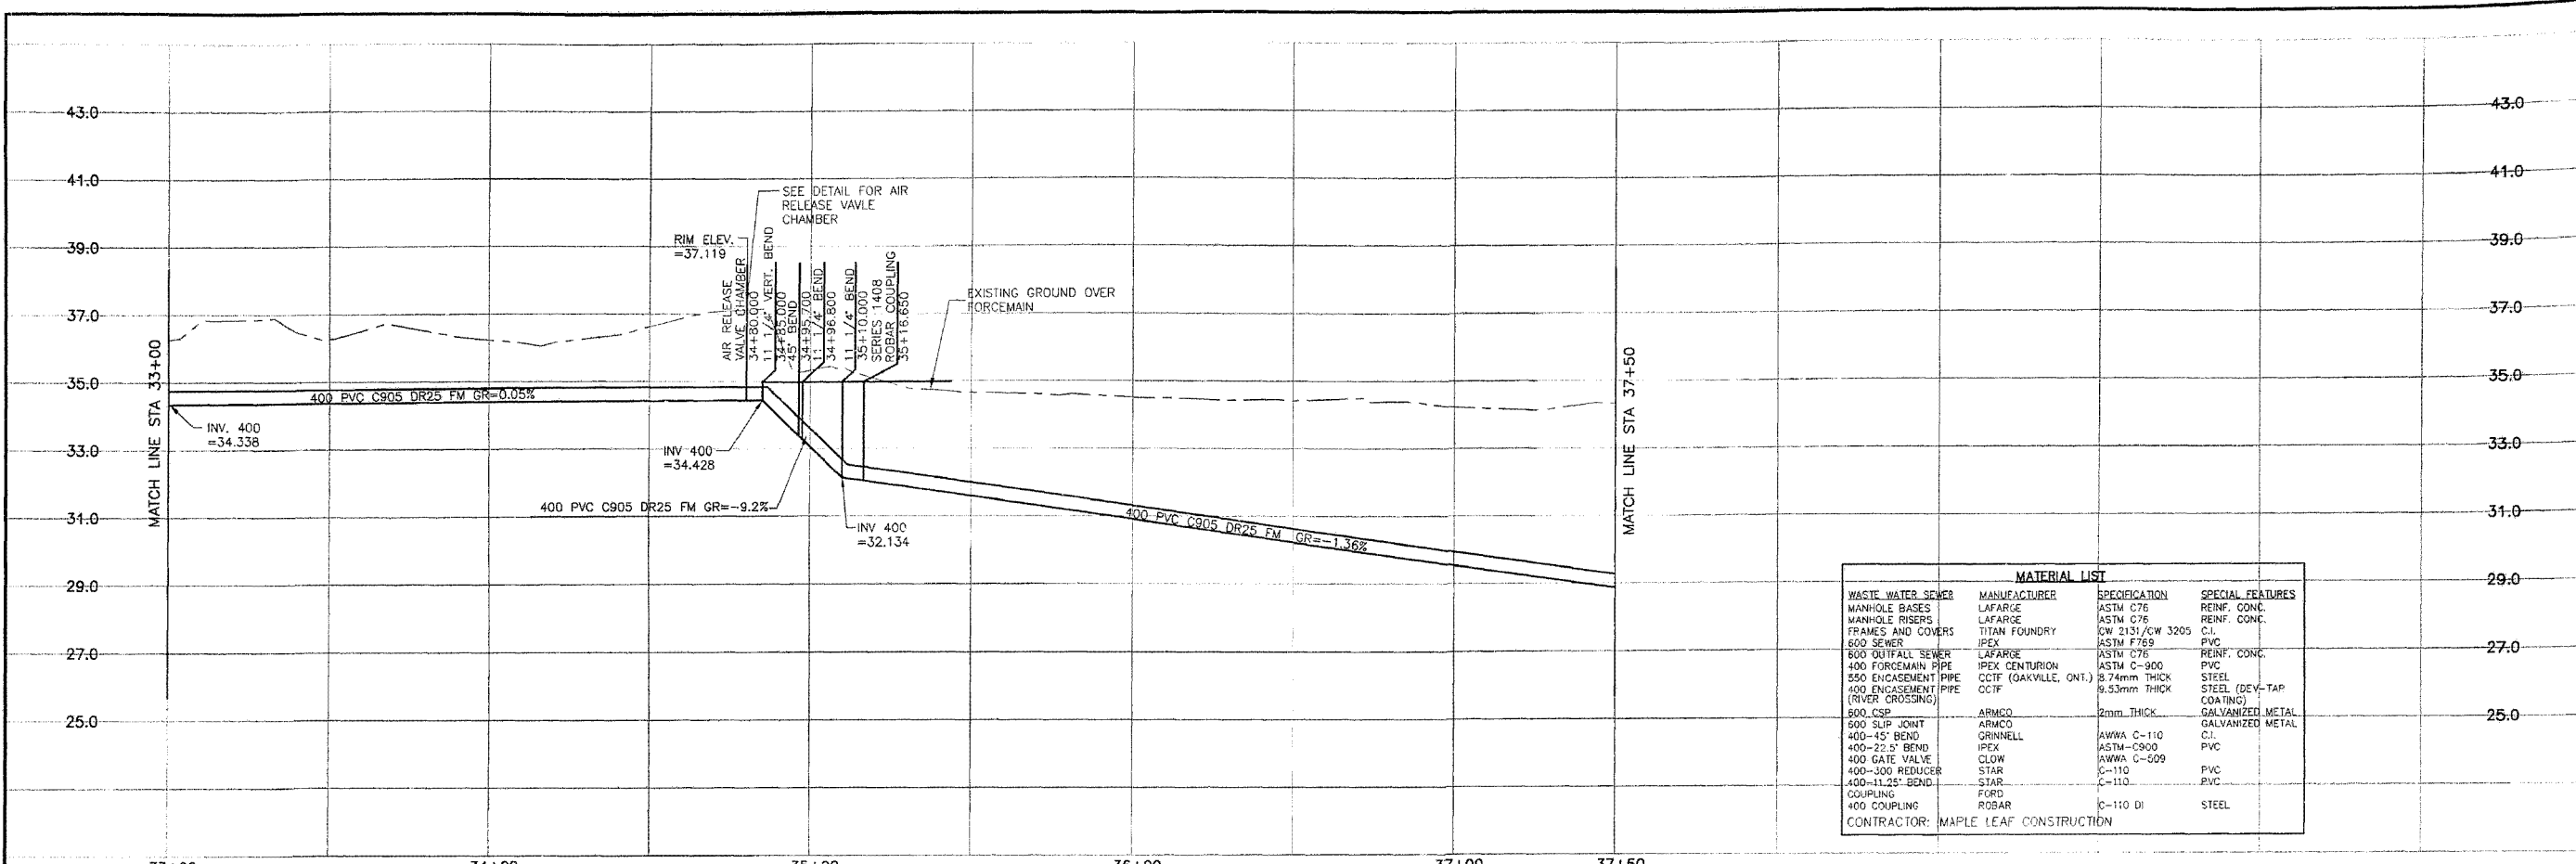 43.0
41.0
39.0
37.0
35.0
33.0
31.0
29.0
27.0
25.0
MATCH LINE STA 33+00
400 PVC C905 DR25 FM GR=0.05%
INV. 400
=34.338
RIM ELEV.
=37.119
SEE DETAIL FOR AIR
RELEASE VAVLE
CHAMBER
AIR RELEASE
VALVE CHAMBER
34+80.000
11 1/4° VERT. BEND
34+85.000
45° BEND
34+95.700
11 1/4° BEND
34+96.800
11 1/4° BEND
35+10.000
SERIES 1408
ROBAR COUPLING
35+16.650
EXISTING GROUND OVER
FORCEMAIN
INV 400
=34.428
400 PVC C905 DR25 FM GR=-9.2%
INV 400
=32.134
400 PVC C905 DR25 FM GR=-1.36%
MATCH LINE STA 37+50
43.0
41.0
39.0
37.0
35.0
33.0
31.0
29.0
27.0
25.0
MATERIAL LIST
WASTE WATER SEWER MANUFACTURER SPECIFICATION SPECIAL FEATURES
MANHOLE BASES LAFARGE ASTM C76 REINF. CONC.
MANHOLE RISERS LAFARGE ASTM C76 REINF. CONC.
FRAMES AND COVERS TITAN FOUNDRY CW 2131/CW 3205 C.I.
600 SEWER IPEX ASTM F769 PVC
600 OUTFALL SEWER LAFARGE ASTM C76 REINF. CONC.
400 FORCEMAIN PIPE IPEX CENTURION ASTM C-900 PVC
550 ENCASEMENT PIPE CCTF (OAKVILLE, ONT.) 8.74mm THICK STEEL
400 ENCASEMENT PIPE CCTF 9.53mm THICK STEEL (DEV-TAP
(RIVER CROSSING) COATING)
600 CSP ARMCO 2mm THICK GALVANIZED METAL
600 SLIP JOINT ARMCO GALVANIZED METAL
400-45° BEND GRINNELL AWWA C-110 C.I.
400-22.5° BEND IPEX ASTM-C900 PVC
400 GATE VALVE CLOW AWWA C-509
400-300 REDUCER STAR C-110 PVC
400-11.25° BEND STAR C-110 PVC
COUPLING FORD
400 COUPLING ROBAR C-110 DI STEEL
CONTRACTOR: MAPLE LEAF CONSTRUCTION
35+00
36+00
37+00
37+50